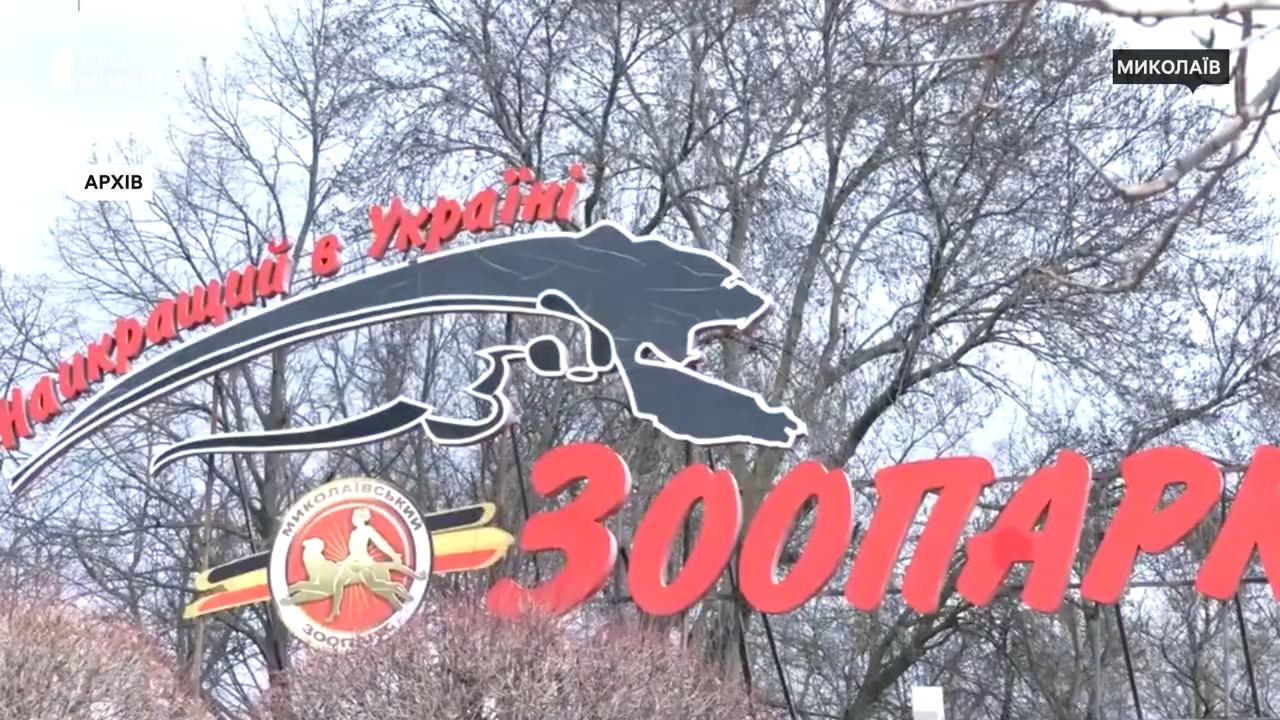 МИКОЛАЇВ
АРХІВ
Найкращий в Україні
ЗООПАРК
МИКОЛАЇВСЬКИЙ
ЗООПАРК